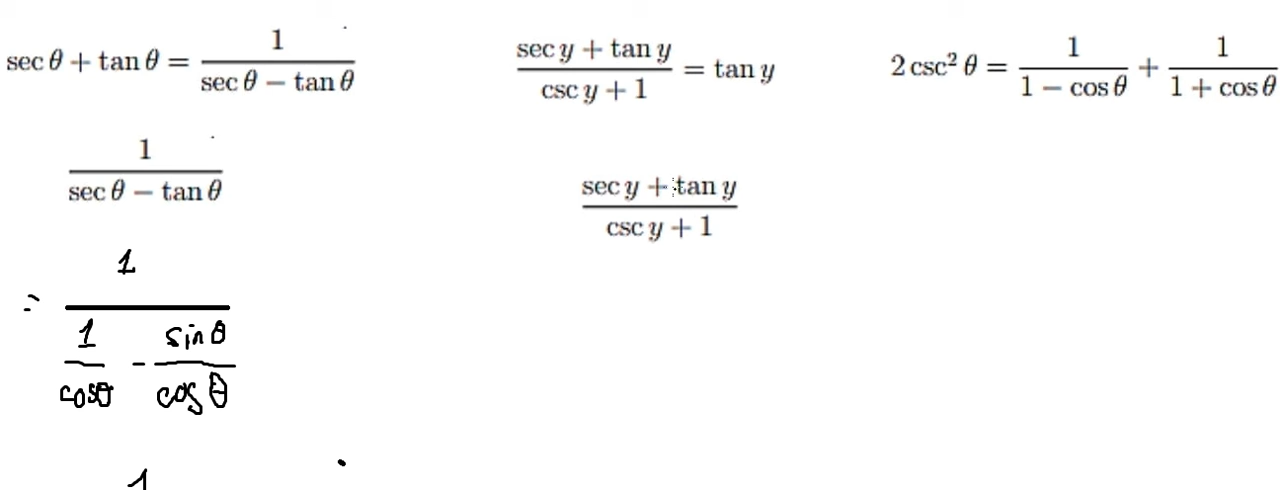 sec θ + tan θ = 1/(sec θ − tan θ)
1/(sec θ − tan θ)
= 1/(1/cosθ - sin θ/cos θ)
1
(sec y + tan y)/(csc y + 1) = tan y
(sec y + tan y)/(csc y + 1)
2 csc² θ = 1/(1 − cos θ) + 1/(1 + cos θ)